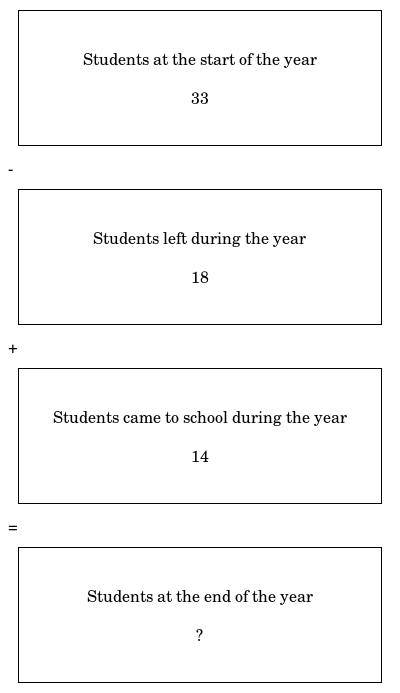 Students at the start of the year
33
-
Students left during the year
18
+
Students came to school during the year
14
=
Students at the end of the year
?